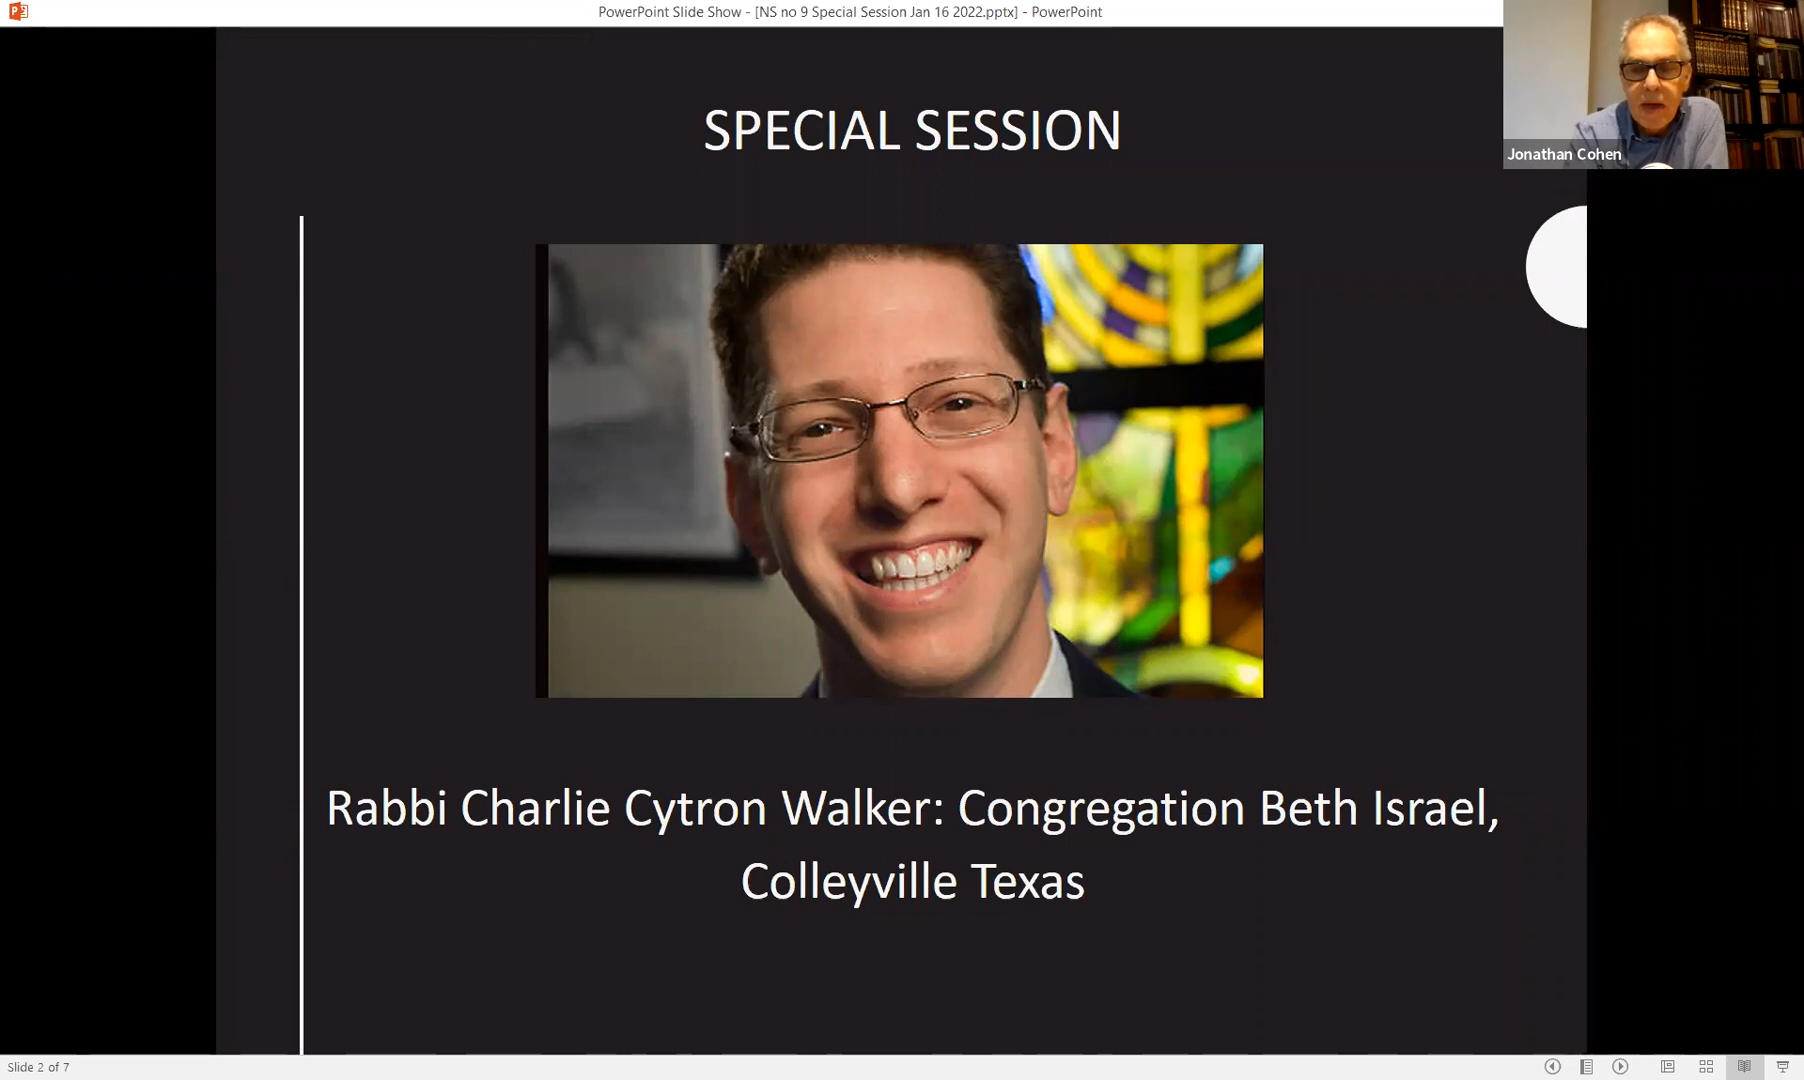 PowerPoint Slide Show - [NS no 9 Special Session Jan 16 2022.pptx] - PowerPoint
Jonathan Cohen
SPECIAL SESSION
Rabbi Charlie Cytron Walker: Congregation Beth Israel,
Colleyville Texas
Slide 2 of 7